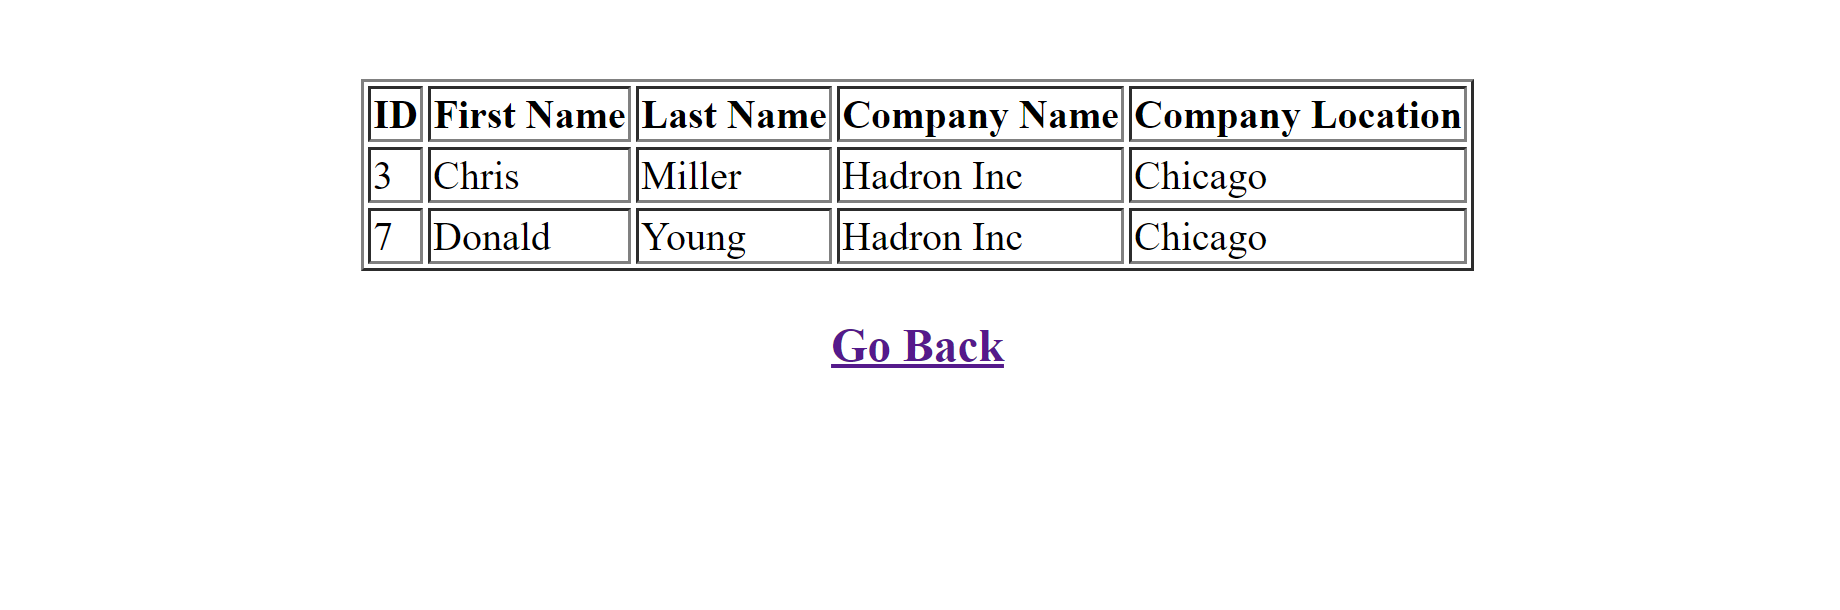 ID First Name Last Name Company Name Company Location
3 Chris Miller Hadron Inc Chicago
7 Donald Young Hadron Inc Chicago
Go Back